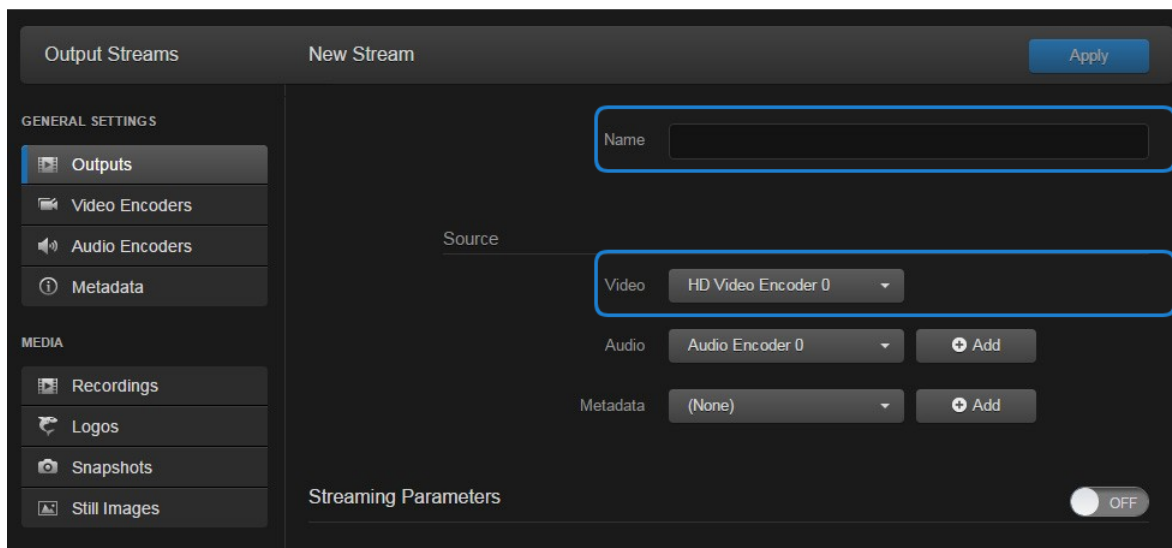 Output Streams
New Stream
Apply
GENERAL SETTINGS
Outputs
Video Encoders
Audio Encoders
Metadata
MEDIA
Recordings
Logos
Snapshots
Still Images
Name
Source
Video HD Video Encoder 0
Audio Audio Encoder 0 Add
Metadata (None) Add
Streaming Parameters OFF